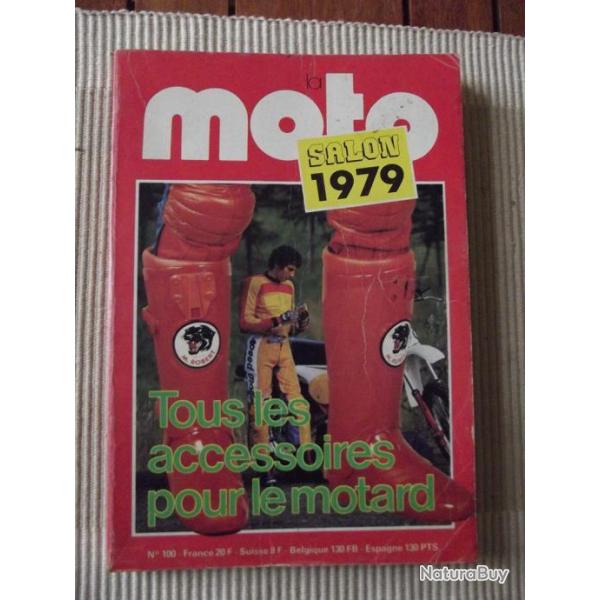 la
moto
SALON
1979
M. ROBERT
Tous les
accessoires
pour le motard
N° 100 - France 20 F - Suisse 8 F - Belgique 130 FB - Espagne 130 PTS
NaturaBuy